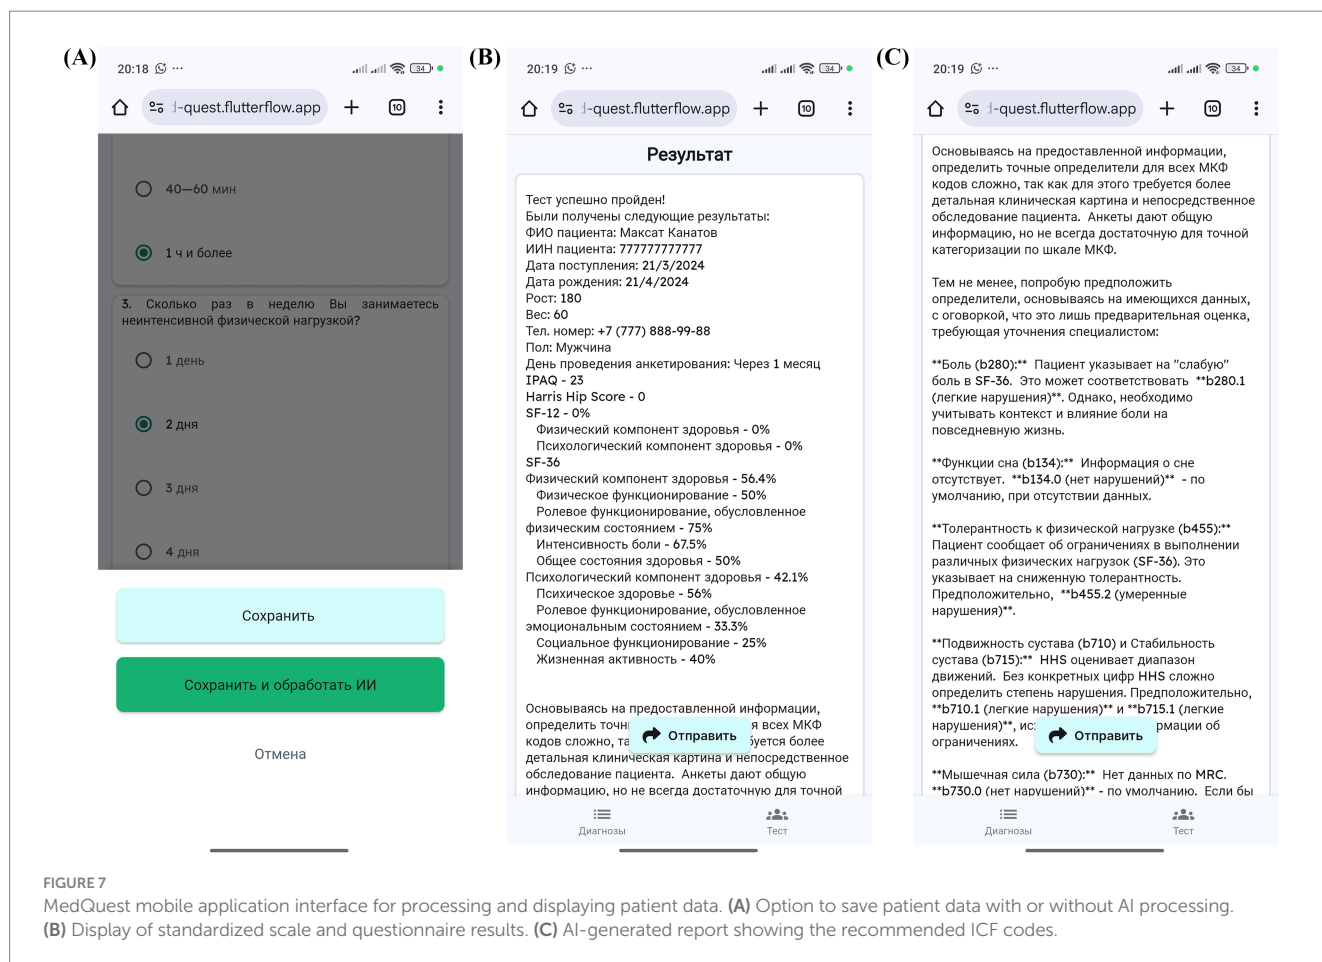 (A)
20:18
34
d-quest.flutterflow.app
10
40—60 мин
1 ч и более
3. Сколько раз в неделю Вы занимаетесь
неинтенсивной физической нагрузкой?
1 день
2 дня
3 дня
4 дня
Сохранить
Сохранить и обработать ИИ
Отмена
(B)
20:19
34
d-quest.flutterflow.app
10
Результат
Тест успешно пройден!
Были получены следующие результаты:
ФИО пациента: Максат Канатов
ИИН пациента: 777777777777
Дата поступления: 21/3/2024
Дата рождения: 21/4/2024
Рост: 180
Вес: 60
Тел. номер: +7 (777) 888-99-88
Пол: Мужчина
День проведения анкетирования: Через 1 месяц
IPAQ - 23
Harris Hip Score - 0
SF-12 - 0%
Физический компонент здоровья - 0%
Психологический компонент здоровья - 0%
SF-36
Физический компонент здоровья - 56.4%
Физическое функционирование - 50%
Ролевое функционирование, обусловленное
физическим состоянием - 75%
Интенсивность боли - 67.5%
Общее состояния здоровья - 50%
Психологический компонент здоровья - 42.1%
Психическое здоровье - 56%
Ролевое функционирование, обусловленное
эмоциональным состоянием - 33.3%
Социальное функционирование - 25%
Жизненная активность - 40%
Основываясь на предоставленной информации,
определить точн я всех МКФ
кодов сложно, та буется более
детальная клиническая картина и непосредственное
обследование пациента. Анкеты дают общую
информацию, но не всегда достаточную для точной
Отправить
Диагнозы
Тест
(C)
20:19
34
d-quest.flutterflow.app
10
Основываясь на предоставленной информации,
определить точные определители для всех МКФ
кодов сложно, так как для этого требуется более
детальная клиническая картина и непосредственное
обследование пациента. Анкеты дают общую
информацию, но не всегда достаточную для точной
категоризации по шкале МКФ.
Тем не менее, попробую предположить
определители, основываясь на имеющихся данных,
с оговоркой, что это лишь предварительная оценка,
требующая уточнения специалистом:
**Боль (b280):** Пациент указывает на "слабую"
боль в SF-36. Это может соответствовать **b280.1
(легкие нарушения)**. Однако, необходимо
учитывать контекст и влияние боли на
повседневную жизнь.
**Функции сна (b134):** Информация о сне
отсутствует. **b134.0 (нет нарушений)** - по
умолчанию, при отсутствии данных.
**Толерантность к физической нагрузке (b455):**
Пациент сообщает об ограничениях в выполнении
различных физических нагрузок (SF-36). Это
указывает на сниженную толерантность.
Предположительно, **b455.2 (умеренные
нарушения)**.
**Подвижность сустава (b710) и Стабильность
сустава (b715):** HHS оценивает диапазон
движений. Без конкретных цифр HHS сложно
определить степень нарушения. Предположительно,
**b710.1 (легкие нарушения)** и **b715.1 (легкие
нарушения)**, ис рмации об
ограничениях.
**Мышечная сила (b730):** Нет данных по MRC.
**b730.0 (нет нарушений)** - по умолчанию. Если бы
Отправить
Диагнозы
Тест
FIGURE 7
MedQuest mobile application interface for processing and displaying patient data. (A) Option to save patient data with or without AI processing.
(B) Display of standardized scale and questionnaire results. (C) AI-generated report showing the recommended ICF codes.